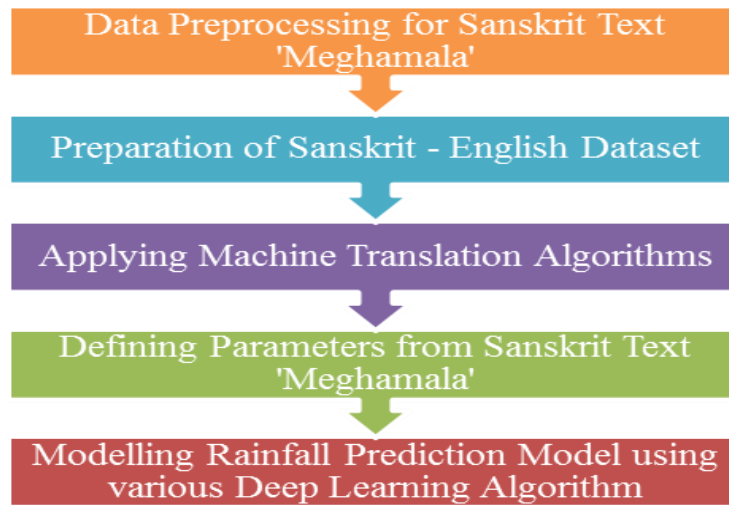 Data Preprocessing for Sanskrit Text
'Meghamala'
Preparation of Sanskrit - English Dataset
Applying Machine Translation Algorithms
Defining Parameters from Sanskrit Text
'Meghamala'
Modelling Rainfall Prediction Model using
various Deep Learning Algorithm